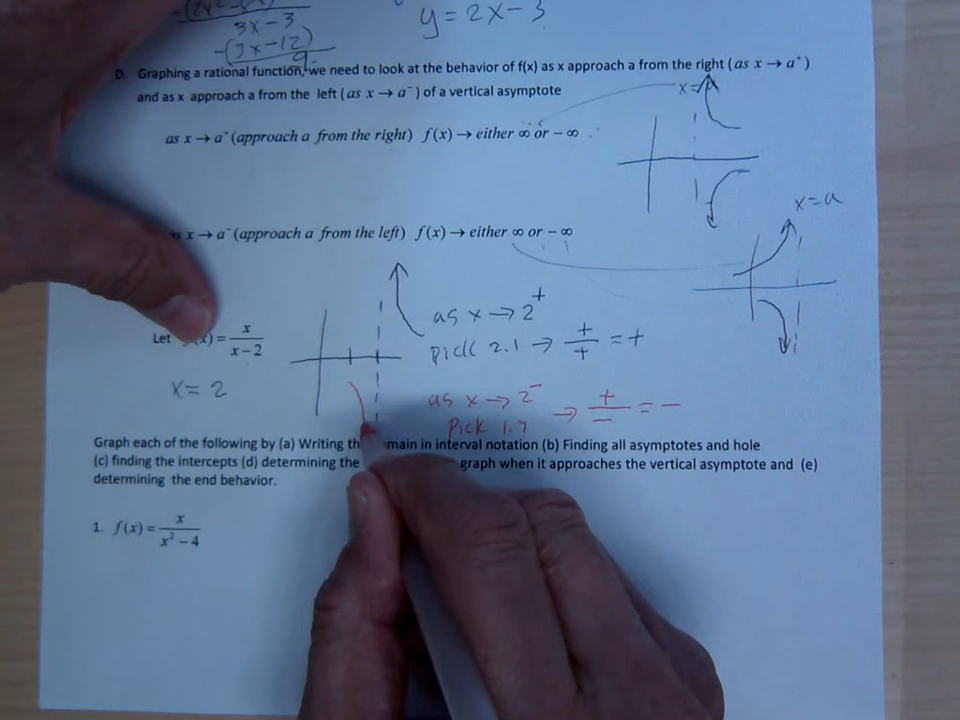 3x - 3
-(3x - 12)
9
y = 2x - 3
D. Graphing a rational function, we need to look at the behavior of f(x) as x approach a from the right (as x → a⁺)
and as x approach a from the left (as x → a⁻) of a vertical asymptote
x=a
as x → a⁺ (approach a from the right) f(x) → either ∞ or − ∞
x=a
x → a⁻ (approach a from the left) f(x) → either ∞ or − ∞
as x → 2⁺
Let (x) = x/(x−2)
Pick 2.1 → +/+ = +
x = 2
as x → 2⁻
Pick 1.9 → +/− = −
Graph each of the following by (a) Writing in interval notation (b) Finding all asymptotes and hole
(c) finding the intercepts (d) determining the graph when it approaches the vertical asymptote and (e)
determining the end behavior.
1. f(x) = x/(x² − 4)